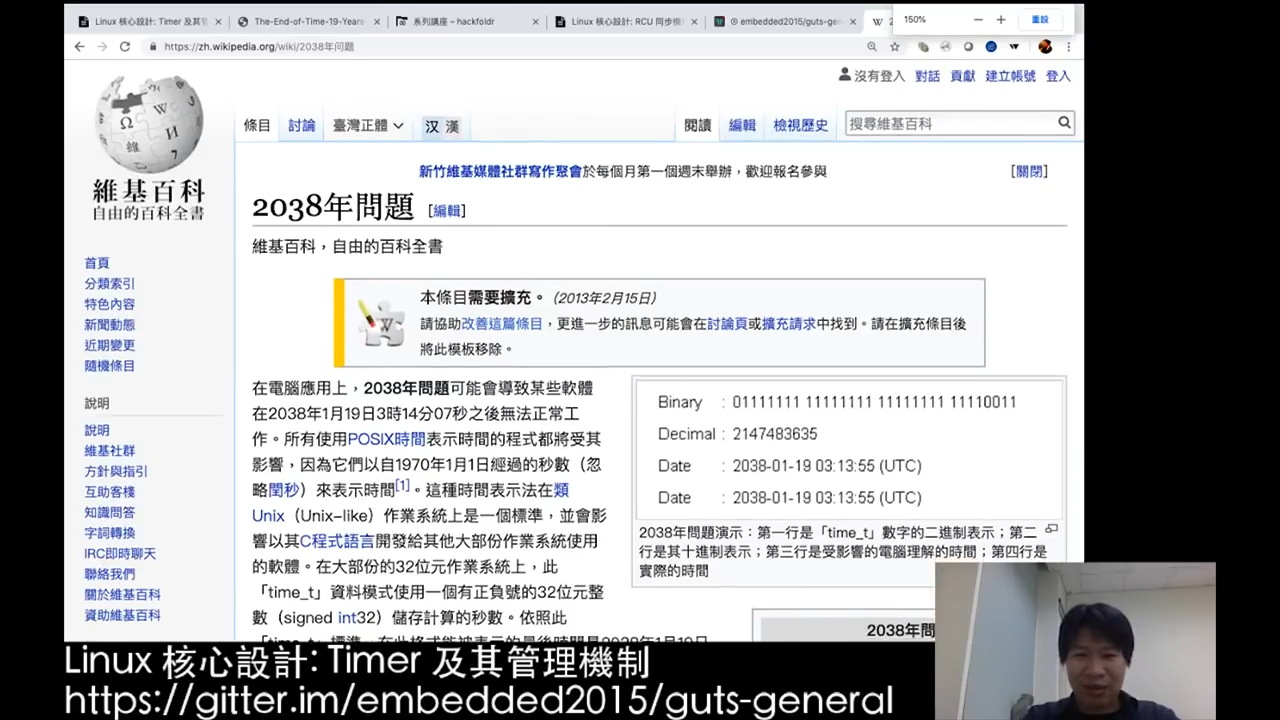 Linux 核心設計: Timer 及其管
The-End-of-Time-19-Years
系列講座 – hackfoldr
Linux 核心設計: RCU 同步機
embedded2015/guts-gen
150%
重設
https://zh.wikipedia.org/wiki/2038年问题
沒有登入 對話 貢獻 建立帳號 登入
條目 討論 臺灣正體 汉 漢 閱讀 編輯 檢視歷史 搜尋維基百科
新竹維基媒體社群寫作聚會於每個月第一個週末舉辦，歡迎報名參與 [關閉]
維基百科
自由的百科全書
2038年問題 [編輯]
維基百科，自由的百科全書
首頁
分類索引
特色內容
新聞動態
近期變更
隨機條目
說明
說明
維基社群
方針與指引
互助客棧
知識問答
字詞轉換
IRC即時聊天
聯絡我們
關於維基百科
資助維基百科
本條目需要擴充。 (2013年2月15日)
請協助改善這篇條目，更進一步的訊息可能會在討論頁或擴充請求中找到。請在擴充條目後
將此模板移除。
在電腦應用上，2038年問題可能會導致某些軟體
在2038年1月19日3時14分07秒之後無法正常工
作。所有使用POSIX時間表示時間的程式都將受其
影響，因為它們以自1970年1月1日經過的秒數（忽
略閏秒）來表示時間[1]。這種時間表示法在類
Unix（Unix-like）作業系統上是一個標準，並會影
響以其C程式語言開發給其他大部份作業系統使用
的軟體。在大部份的32位元作業系統上，此
「time_t」資料模式使用一個有正負號的32位元整
數（signed int32）儲存計算的秒數。依照此
「time_t」標準，在此格式能被表示的最後時間是2038年1月19日
Binary : 01111111 11111111 11111111 11110011
Decimal : 2147483635
Date : 2038-01-19 03:13:55 (UTC)
Date : 2038-01-19 03:13:55 (UTC)
2038年問題演示：第一行是「time_t」數字的二進制表示；第二
行是其十進制表示；第三行是受影響的電腦理解的時間；第四行是
實際的時間
2038年問
Linux 核心設計: Timer 及其管理機制
https://gitter.im/embedded2015/guts-general